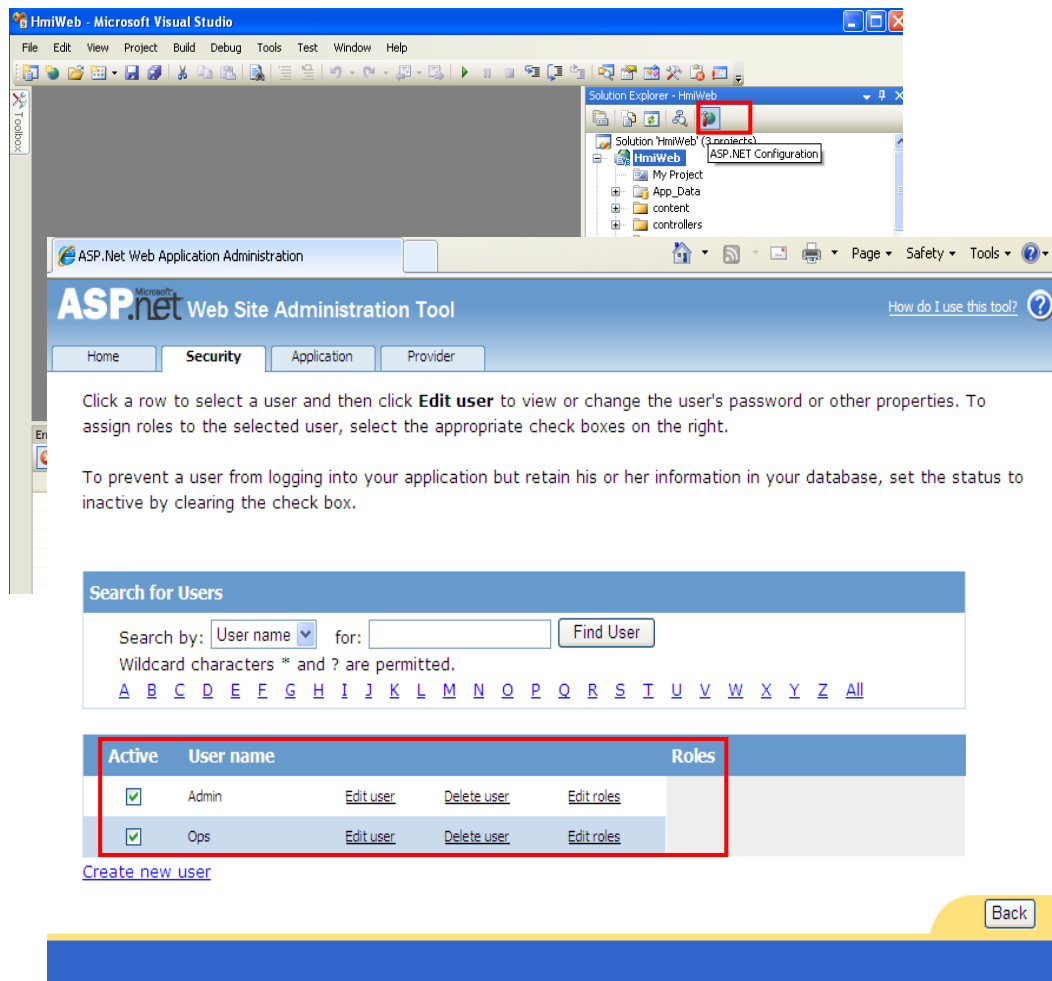 HmiWeb - Microsoft Visual Studio
File Edit View Project Build Debug Tools Test Window Help
Toolbox
Solution Explorer - HmiWeb
Solution 'HmiWeb' (3 projects)
HmiWeb
ASP.NET Configuration
My Project
App_Data
content
controllers
ASP.Net Web Application Administration
Page Safety Tools
Microsoft
ASP.net Web Site Administration Tool
How do I use this tool? ?
Home Security Application Provider
Click a row to select a user and then click Edit user to view or change the user's password or other properties. To
assign roles to the selected user, select the appropriate check boxes on the right.
To prevent a user from logging into your application but retain his or her information in your database, set the status to
inactive by clearing the check box.
Search for Users
Search by: User name for: Find User
Wildcard characters * and ? are permitted.
A B C D E F G H I J K L M N O P Q R S T U V W X Y Z All
Active User name Roles
Admin Edit user Delete user Edit roles
Ops Edit user Delete user Edit roles
Create new user
Back